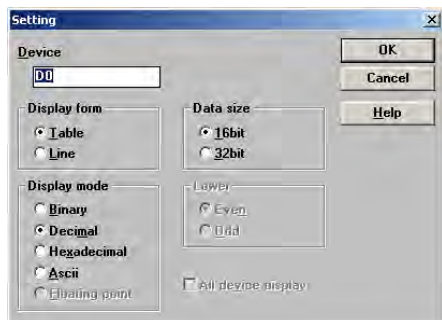 Setting
Device
D0
OK
Cancel
Help
Display form
Table
Line
Data size
16bit
32bit
Display mode
Binary
Decimal
Hexadecimal
Ascii
Floating point
Lower
Even
Odd
All device display